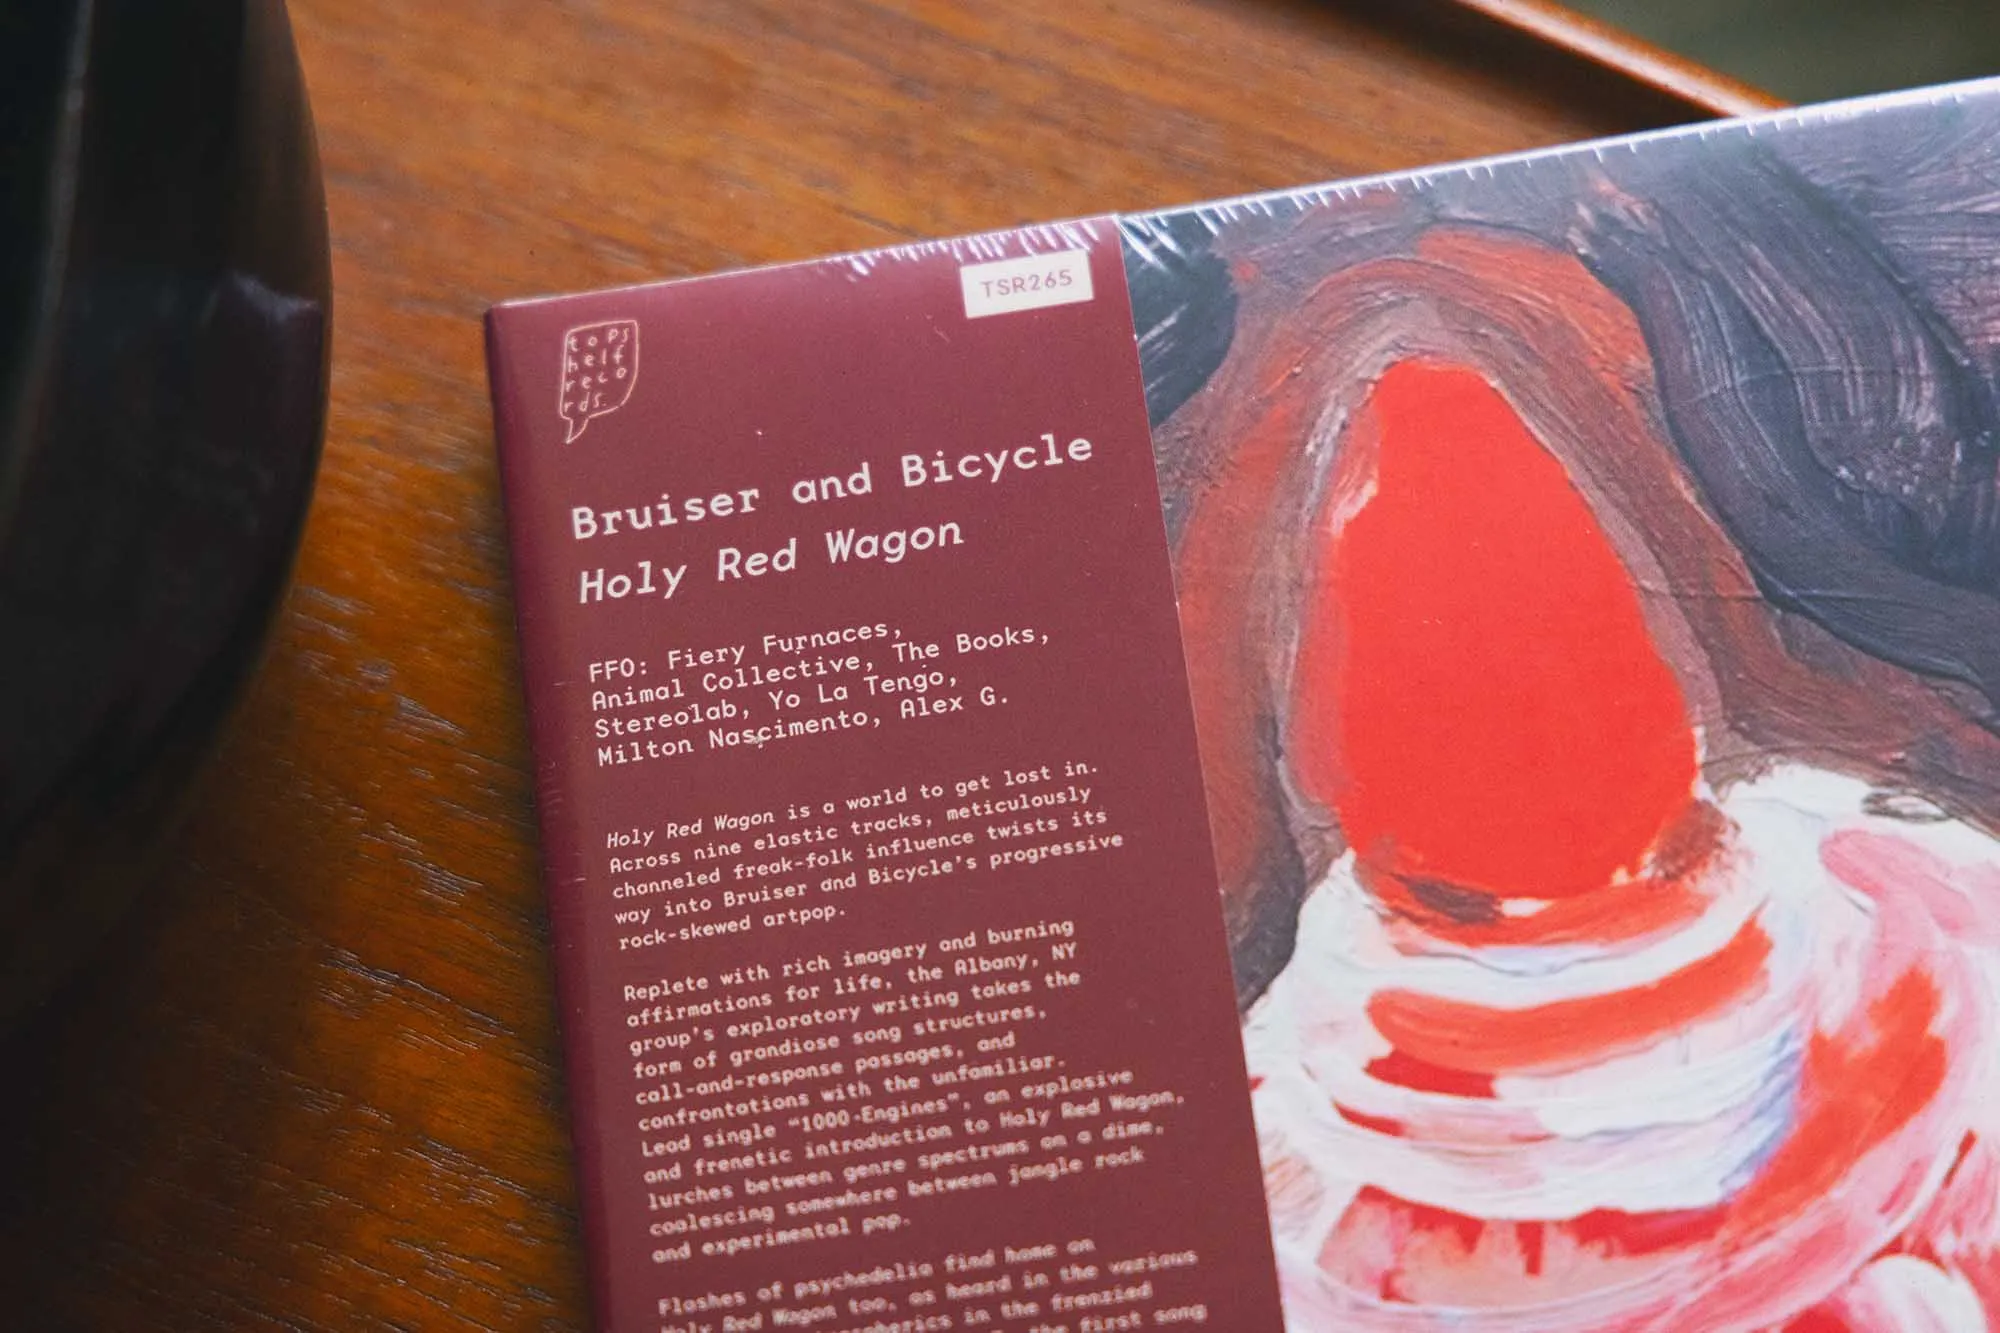 TSR265
tops
helf
reco
rds.
Bruiser and Bicycle
Holy Red Wagon
FFO: Fiery Furnaces,
Animal Collective, The Books,
Stereolab, Yo La Tengo,
Milton Nascimento, Alex G.
Holy Red Wagon is a world to get lost in.
Across nine elastic tracks, meticulously
channeled freak-folk influence twists its
way into Bruiser and Bicycle's progressive
rock-skewed artpop.
Replete with rich imagery and burning
affirmations for life, the Albany, NY
group's exploratory writing takes the
form of grandiose song structures,
call-and-response passages, and
confrontations with the unfamiliar.
Lead single "1000 Engines", an explosive
and frenetic introduction to Holy Red Wagon,
lurches between genre spectrums on a dime,
coalescing somewhere between jangle rock
and experimental pop.
Flashes of psychedelia find home on
Holy Red Wagon too, as heard in the various
in the frenzied
the first song